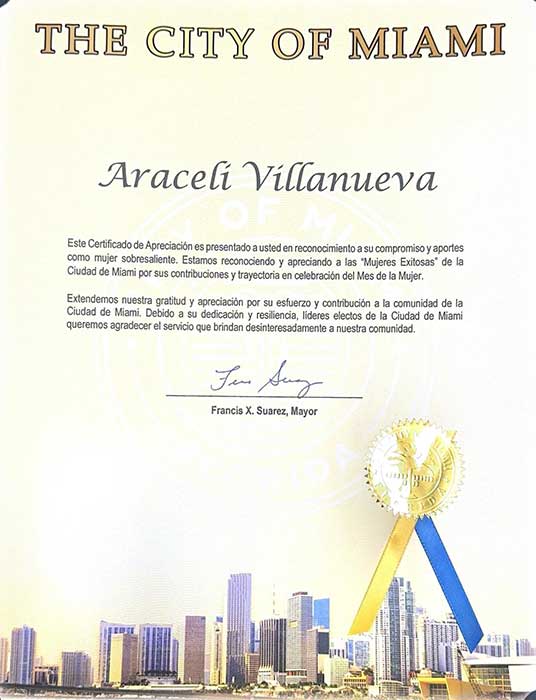 THE CITY OF MIAMI
Araceli Villanueva
Este Certificado de Apreciación es presentado a usted en reconocimiento a su compromiso y aportes
como mujer sobresaliente. Estamos reconociendo y apreciando a las “Mujeres Exitosas” de la
Ciudad de Miami por sus contribuciones y trayectoria en celebración del Mes de la Mujer.
Extendemos nuestra gratitud y apreciación por su esfuerzo y contribución a la comunidad de la
Ciudad de Miami. Debido a su dedicación y resiliencia, líderes electos de la Ciudad de Miami
queremos agradecer el servicio que brindan desinteresadamente a nuestra comunidad.
Francis X. Suarez, Mayor